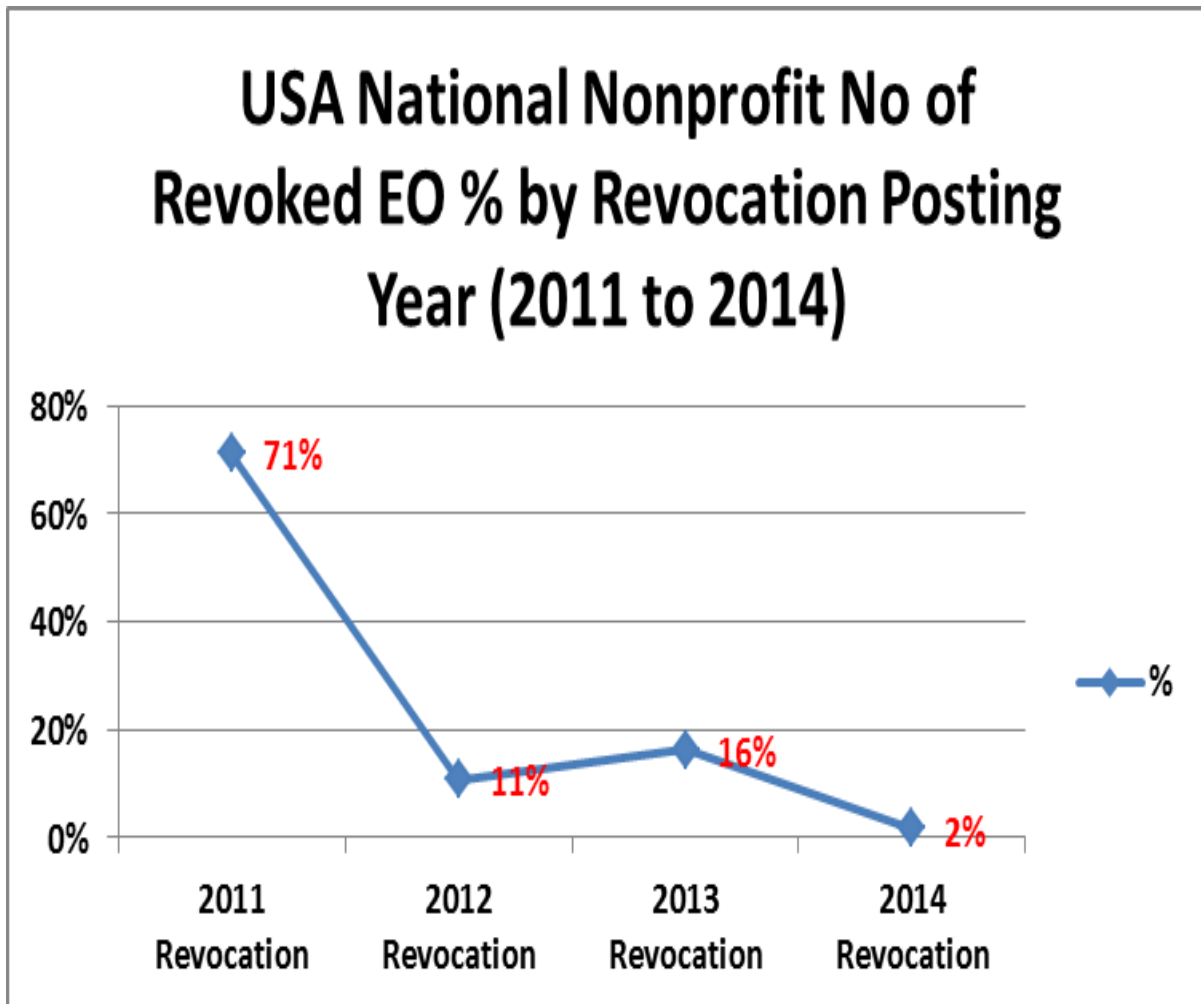 USA National Nonprofit No of
Revoked EO % by Revocation Posting
Year (2011 to 2014)
80%
71%
60%
40%
%
20%
16%
11%
0%
2%
2011 2012 2013 2014
Revocation Revocation Revocation Revocation